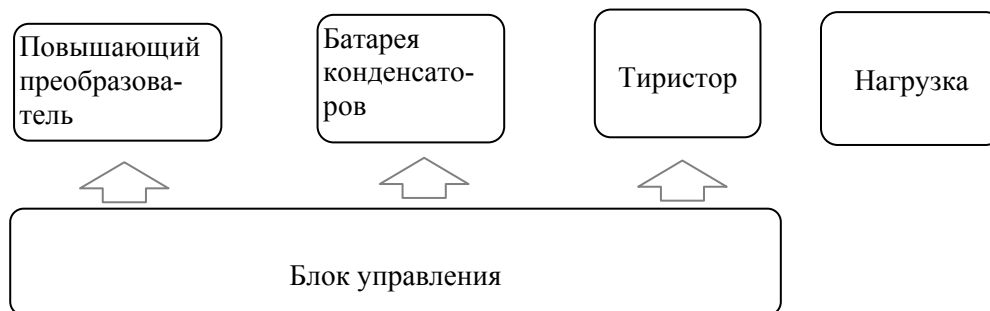 Повышающий
преобразова-
тель
Батарея
конденсато-
ров
Тиристор
Нагрузка
Блок управления